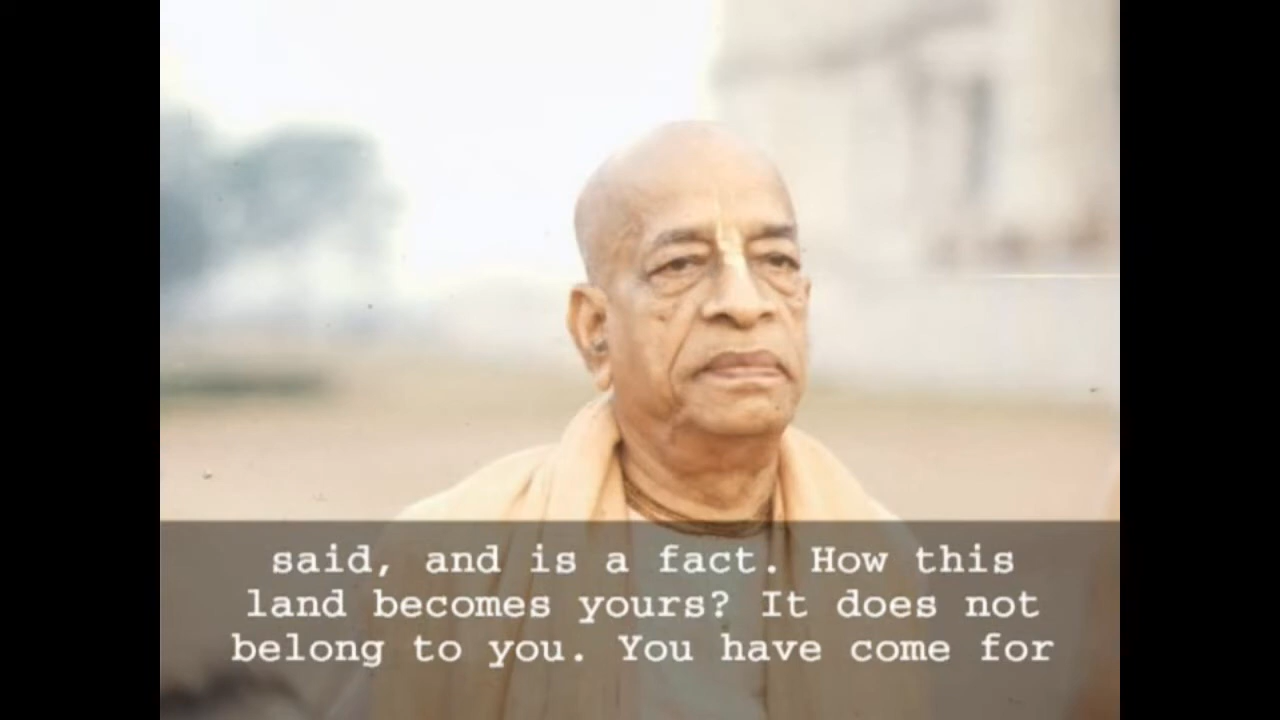 said, and is a fact. How this
land becomes yours? It does not
belong to you. You have come for